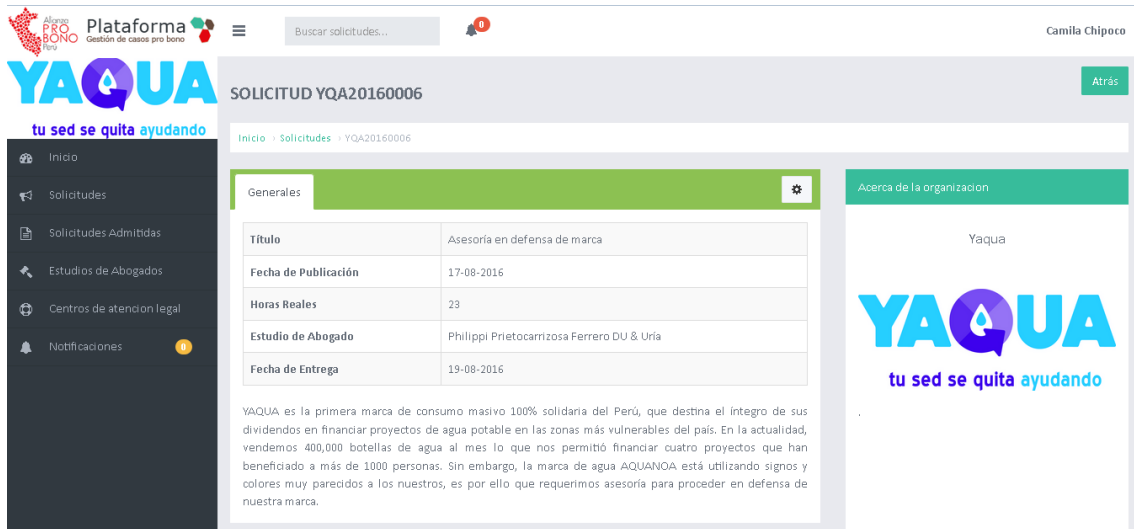 Alianza
PRO
BONO
Perú
Plataforma
Gestión de casos pro bono
Buscar solicitudes...
0
Camila Chipoco
YAQUA
tu sed se quita ayudando
SOLICITUD YQA20160006
Atrás
Inicio > Solicitudes > YQA20160006
Inicio
Solicitudes
Solicitudes Admitidas
Estudios de Abogados
Centros de atencion legal
Notificaciones 0
Generales
Título Asesoría en defensa de marca
Fecha de Publicación 17-08-2016
Horas Reales 23
Estudio de Abogado Philippi Prietocarrizosa Ferrero DU & Uría
Fecha de Entrega 19-08-2016
YAQUA es la primera marca de consumo masivo 100% solidaria del Perú, que destina el íntegro de sus
dividendos en financiar proyectos de agua potable en las zonas más vulnerables del país. En la actualidad,
vendemos 400,000 botellas de agua al mes lo que nos permitió financiar cuatro proyectos que han
beneficiado a más de 1000 personas. Sin embargo, la marca de agua AQUANOA está utilizando signos y
colores muy parecidos a los nuestros, es por ello que requerimos asesoría para proceder en defensa de
nuestra marca.
Acerca de la organizacion
Yaqua
YAQUA
tu sed se quita ayudando
.